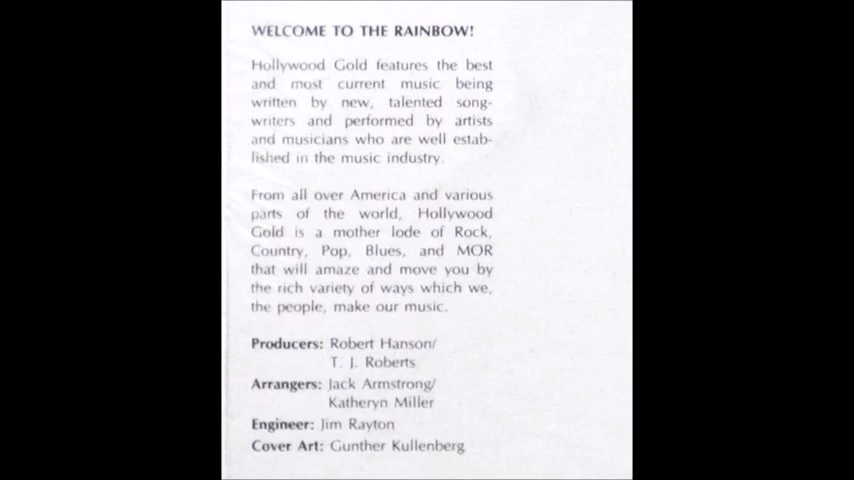 WELCOME TO THE RAINBOW!
Hollywood Gold features the best
and most current music being
written by new, talented song-
writers and performed by artists
and musicians who are well estab-
lished in the music industry.
From all over America and various
parts of the world, Hollywood
Gold is a mother lode of Rock,
Country, Pop, Blues, and MOR
that will amaze and move you by
the rich variety of ways which we,
the people, make our music.
Producers: Robert Hanson/
T. J. Roberts
Arrangers: Jack Armstrong/
Katheryn Miller
Engineer: Jim Rayton
Cover Art: Gunther Kullenberg